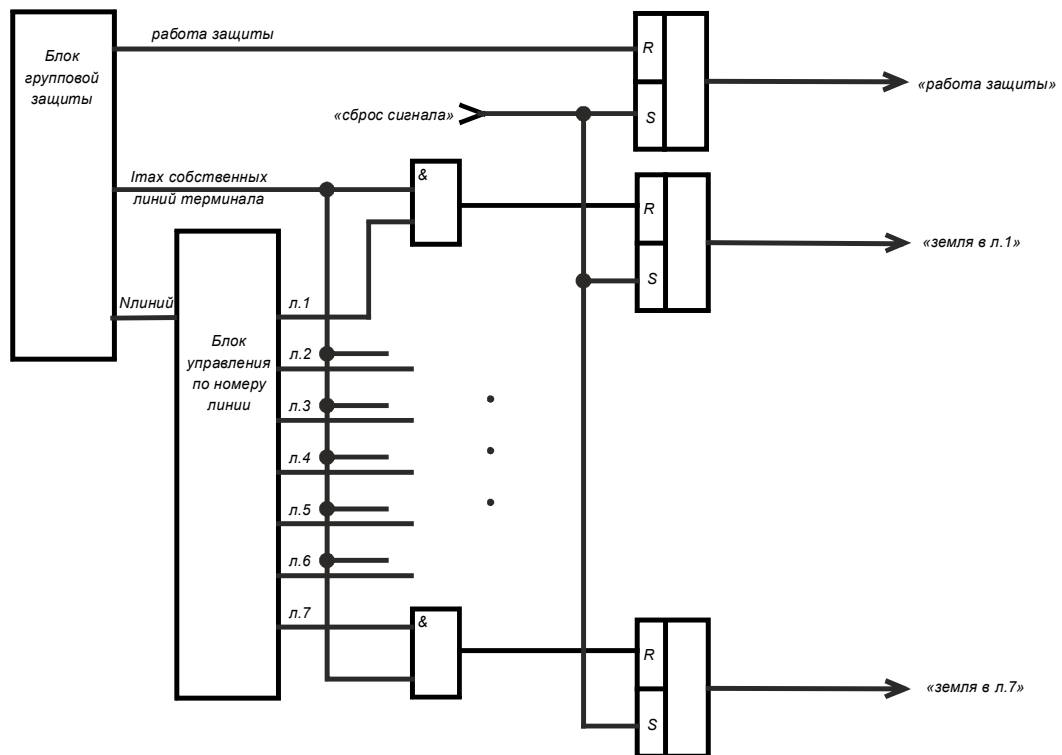 Блок
групповой
защиты
работа защиты
R
S
«работа защиты»
«сброс сигнала»
Imax собственных
линий терминала
&
R
S
«земля в л.1»
Nлиний
Блок
управления
по номеру
линии
л.1
л.2
л.3
л.4
л.5
л.6
л.7
&
R
S
«земля в л.7»